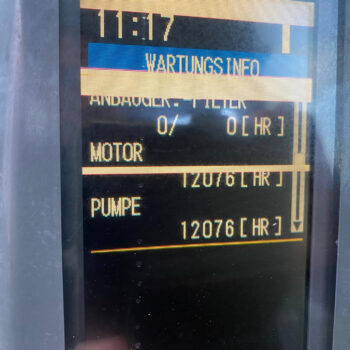 11:17
WARTUNGSINFO
ANBAUGER. FILTER
0/ 0[HR]
MOTOR
12076[HR]
PUMPE
12076[HR]